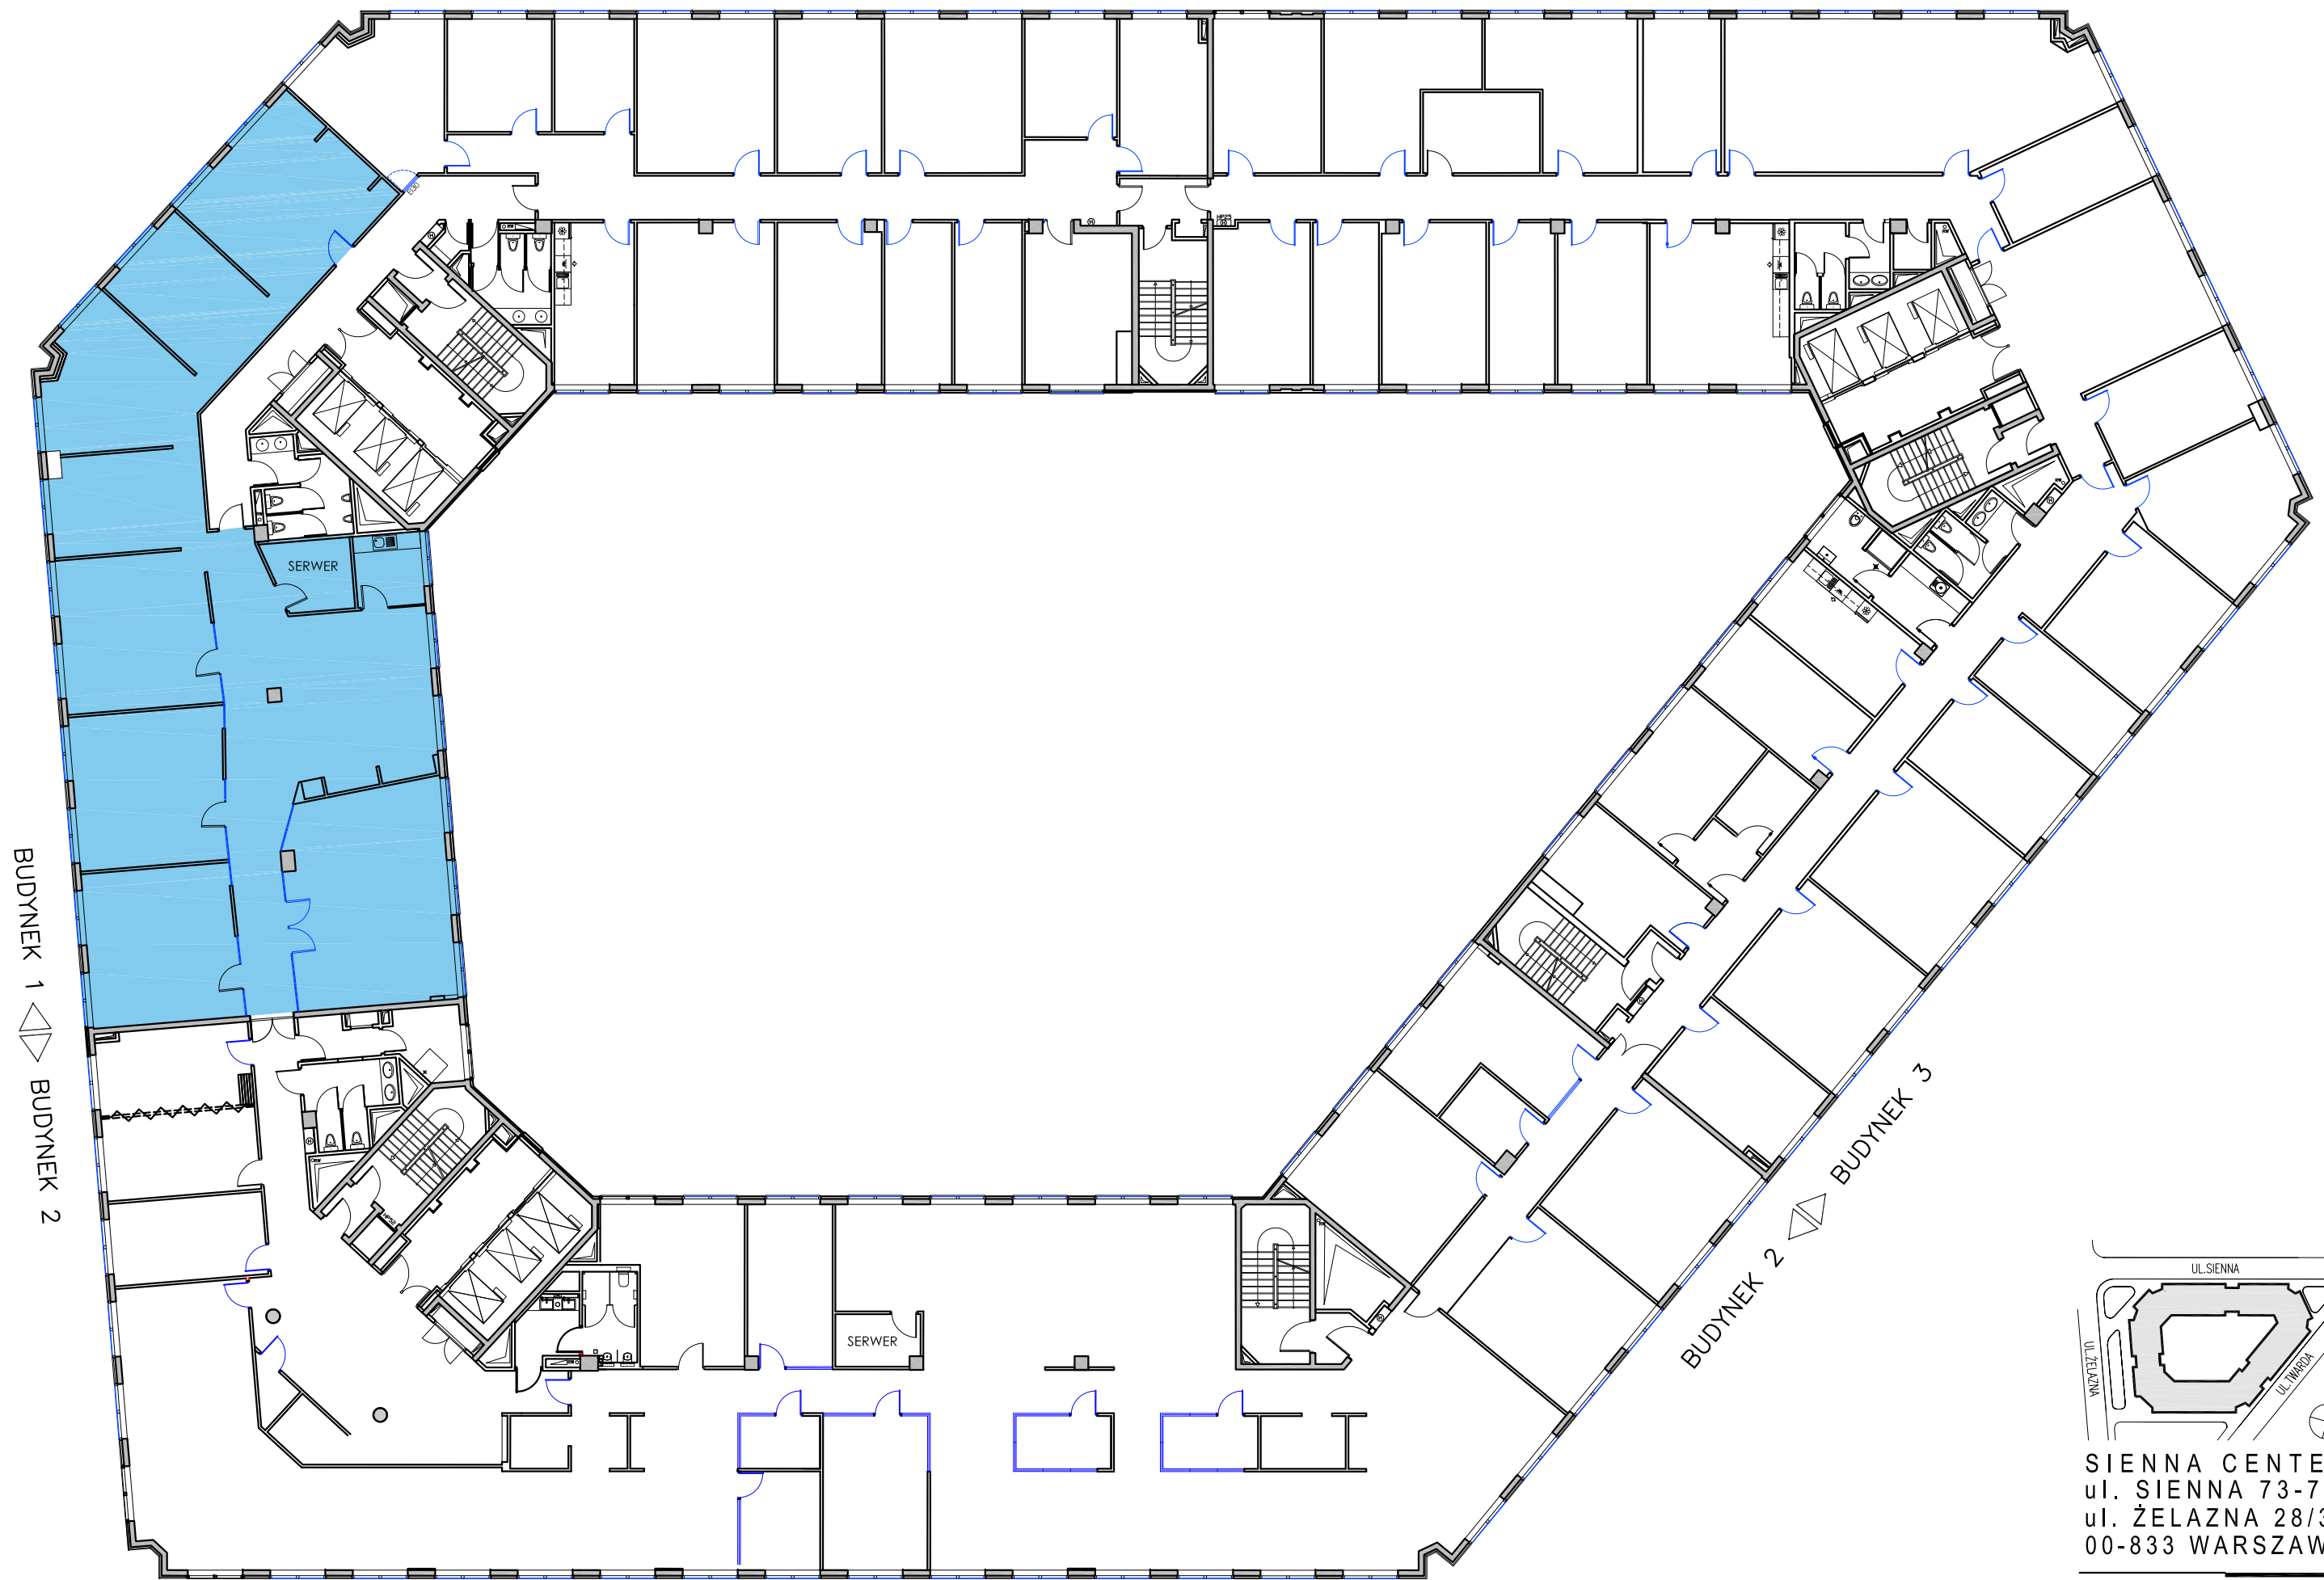 SERWER
BUDYNEK 1
BUDYNEK 2
SERWER
BUDYNEK 2
BUDYNEK 3
UL.SIENNA
UL.ŻELAZNA
UL.TWARDA
SIENNA CENTE
ul. SIENNA 73-7
ul. ŻELAZNA 28/3
00-833 WARSZAW